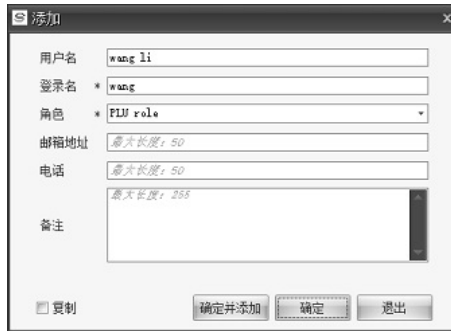 添加
用户名 wang li
登录名 * wang
角色 * PLU role
邮箱地址 最大长度: 50
电话 最大长度: 50
最大长度: 255
备注
复制 确定并添加 确定 退出